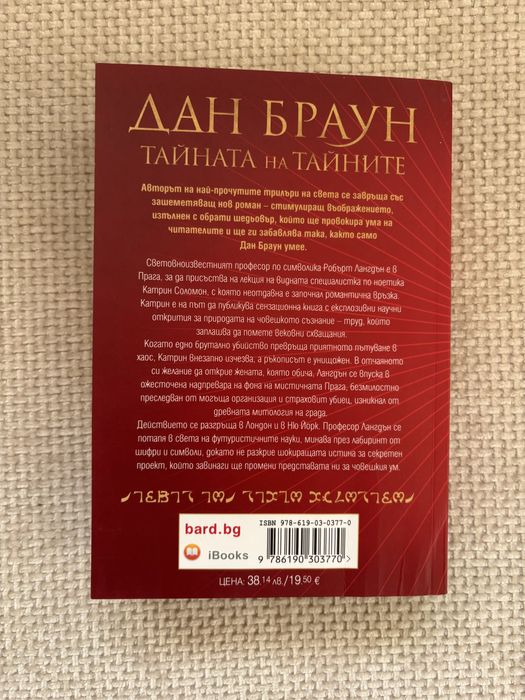 ДАН БРАУН
ТАЙНАТА НА ТАЙНИТЕ
Авторът на най-прочутите трилъри на света се завръща със
зашеметяващ нов роман – стимулиращ въображението,
изпълнен с обрати шедьовър, който ще провокира ума на
читателите и ще ги забавлява така, както само
Дан Браун умее.
Световноизвестният професор по символика Робърт Лангдън е в
Прага, за да присъства на лекция на видната специалистка по ноетика
Катрин Соломон, с която неотдавна е започнал романтична връзка.
Катрин е на път да публикува сензационна книга с експлозивни научни
открития за природата на човешкото съзнание – труд, който
заплашва да помете вековни схващания.
Когато едно брутално убийство превръща приятното пътуване в
хаос, Катрин внезапно изчезва, а ръкописът е унищожен. В отчаяното
си желание да открие жената, която обича, Лангдън се впуска в
ожесточена надпревара на фона на мистичната Прага, безмилостно
преследван от могъща организация и страховит убиец, изникнал от
древната митология на града.
Действието се разгръща в Лондон и в Ню Йорк. Професор Лангдън се
потапя в света на футуристичните науки, минава през лабиринт от
шифри и символи, докато не разкрие шокиращата истина за секретен
проект, който завинаги ще промени представата ни за човешкия ум.
bard.bg
iBooks
ISBN 978-619-03-0377-0
9 786190 303770 >
ЦЕНА: 38,14 лв./19,50 €